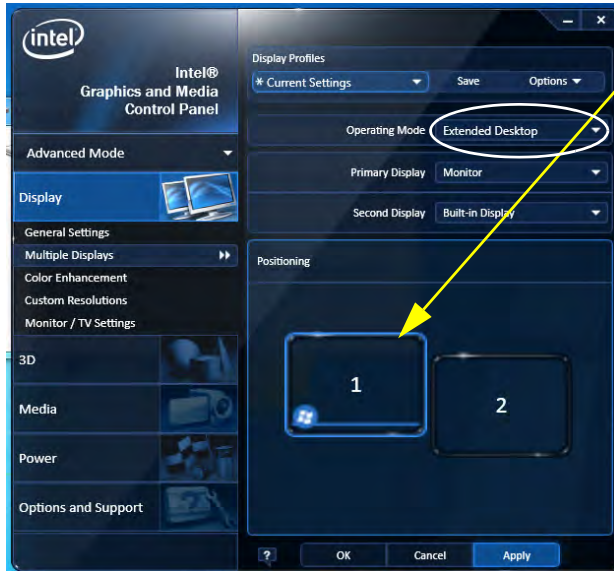 intel
Intel®
Graphics and Media
Control Panel
Advanced Mode
Display
General Settings
Multiple Displays
Color Enhancement
Custom Resolutions
Monitor / TV Settings
3D
Media
Power
Options and Support
Display Profiles
* Current Settings
Save
Options
Operating Mode
Extended Desktop
Primary Display
Monitor
Second Display
Built-in Display
Positioning
1
2
?
OK
Cancel
Apply